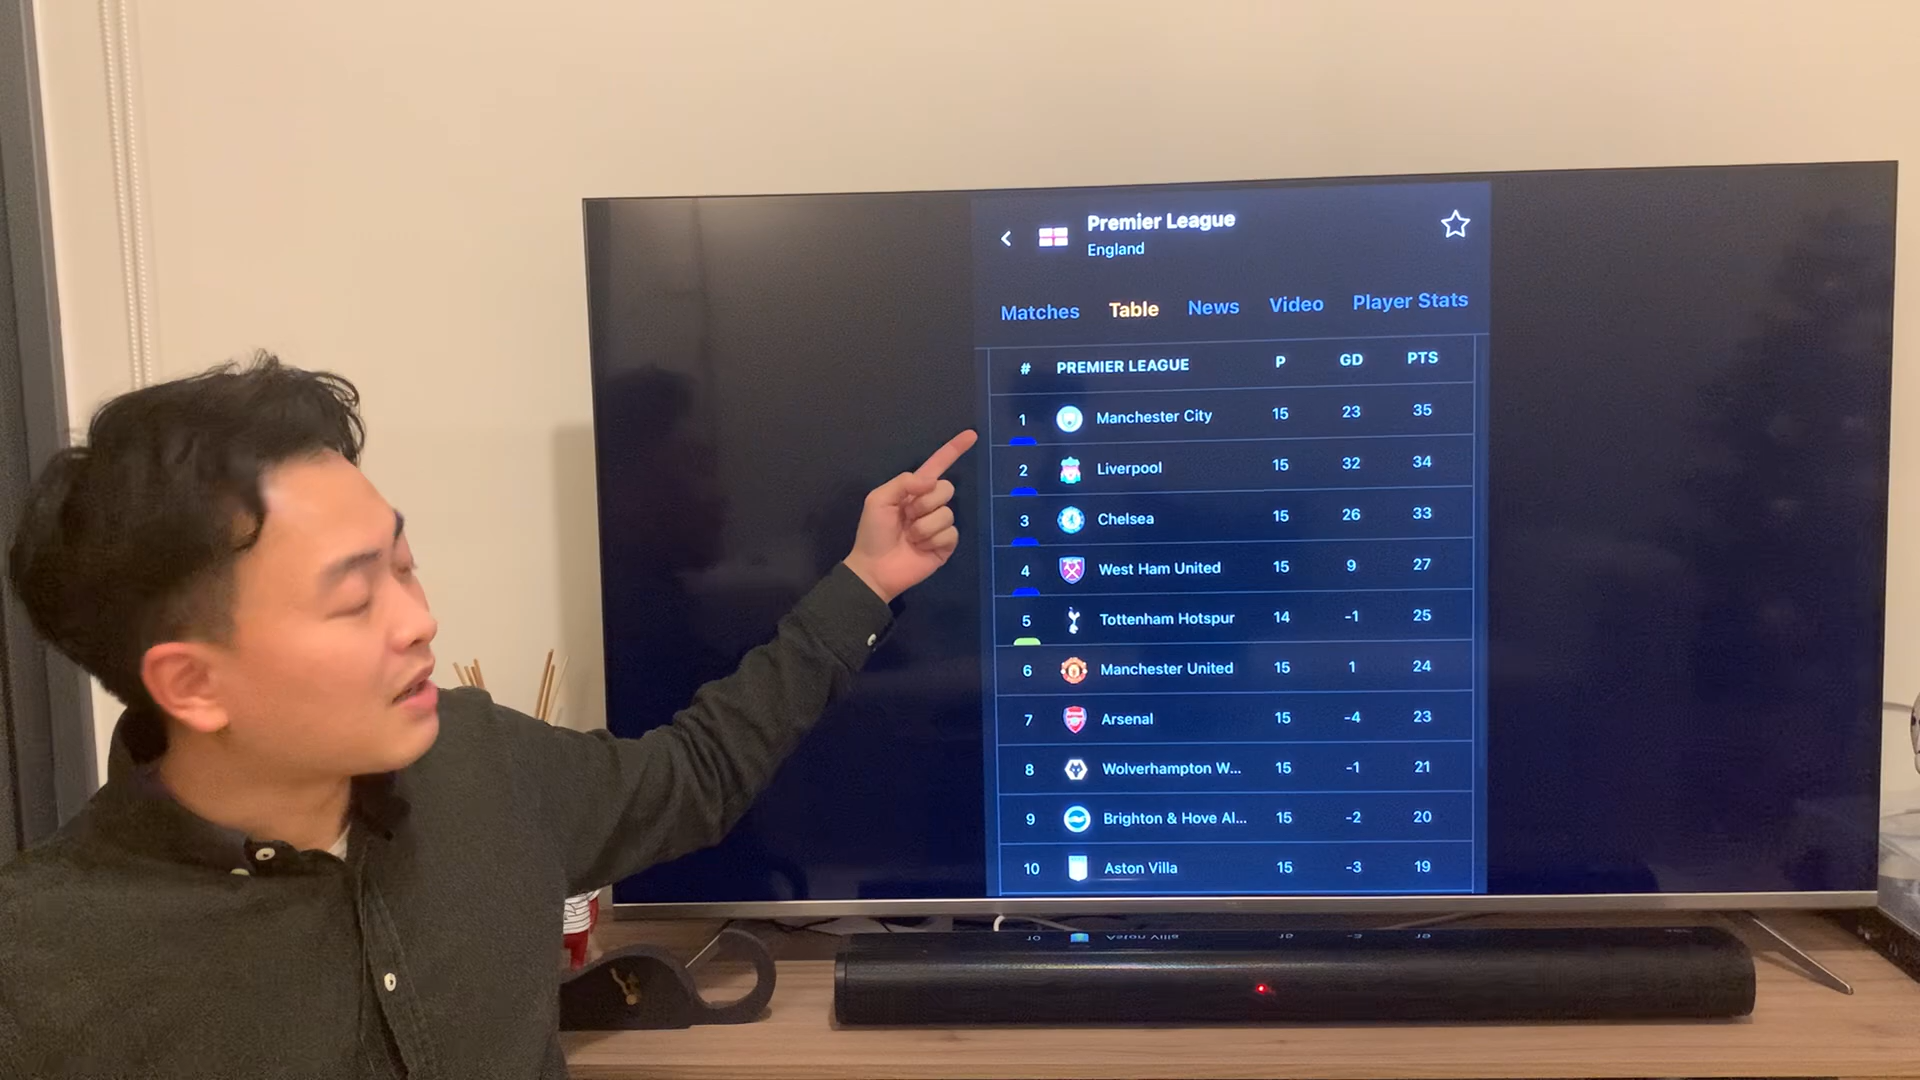 Premier League
England
Matches Table News Video Player Stats
# PREMIER LEAGUE P GD PTS
1 Manchester City 15 23 35
2 Liverpool 15 32 34
3 Chelsea 15 26 33
4 West Ham United 15 9 27
5 Tottenham Hotspur 14 -1 25
6 Manchester United 15 1 24
7 Arsenal 15 -4 23
8 Wolverhampton W... 15 -1 21
9 Brighton & Hove Al... 15 -2 20
10 Aston Villa 15 -3 19